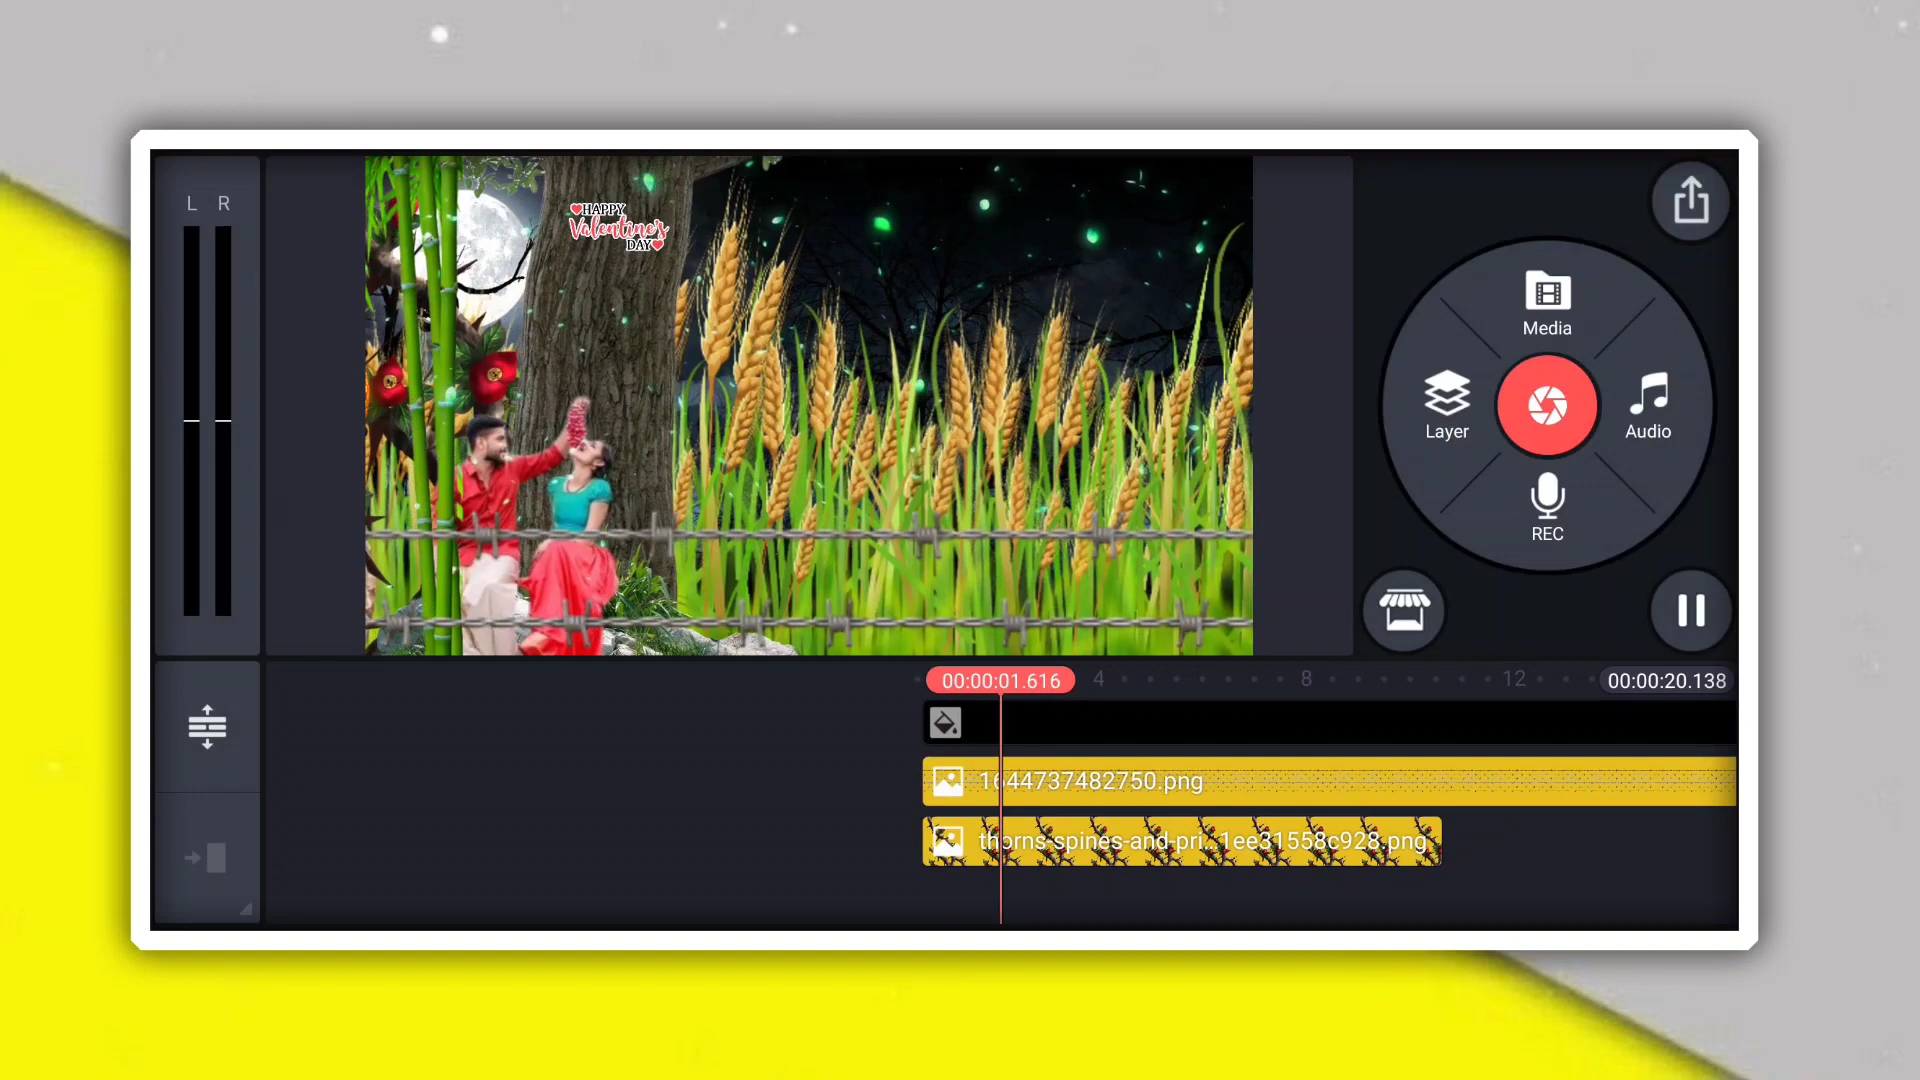 L R
HAPPY
Valentine's
DAY
Media
Layer
Audio
REC
00:00:01.616 4 8 12 00:00:20.138
1644737482750.png
thorns-spines-and-pri...1ee31558c928.png